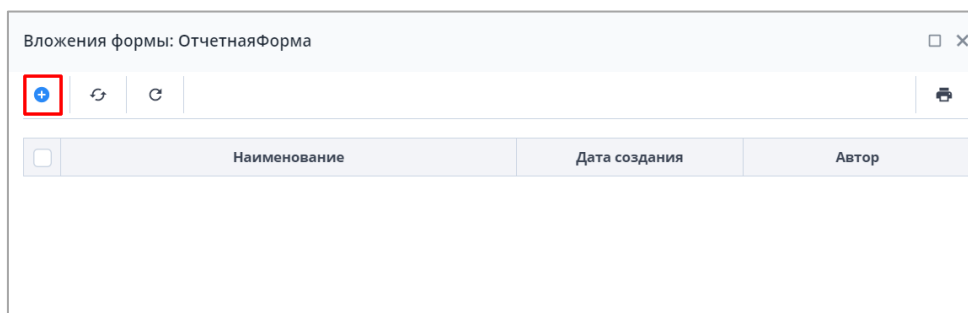 Вложения формы: ОтчетнаяФорма
Наименование Дата создания Автор